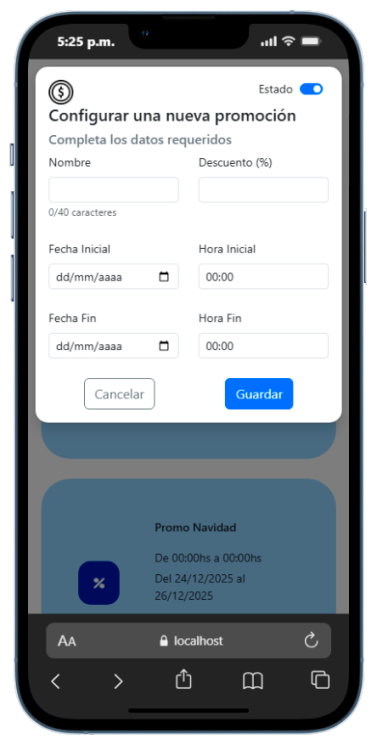 5:25 p.m.
Estado
Configurar una nueva promoción
Completa los datos requeridos
Nombre Descuento (%)
0/40 caracteres
Fecha Inicial Hora Inicial
dd/mm/aaaa 00:00
Fecha Fin Hora Fin
dd/mm/aaaa 00:00
Cancelar Guardar
Promo Navidad
De 00:00hs a 00:00hs
Del 24/12/2025 al
26/12/2025
AA localhost